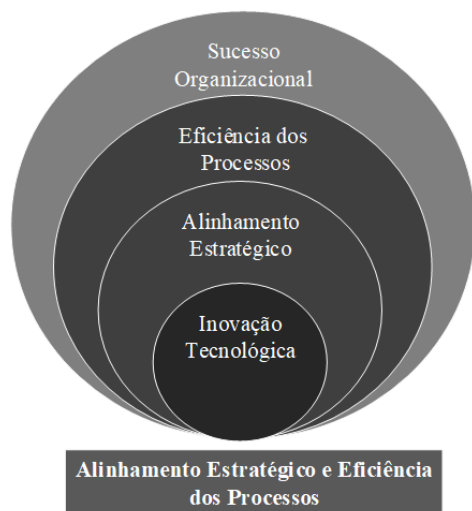 Sucesso
Organizacional
Eficiência dos
Processos
Alinhamento
Estratégico
Inovação
Tecnológica
Alinhamento Estratégico e Eficiência
dos Processos